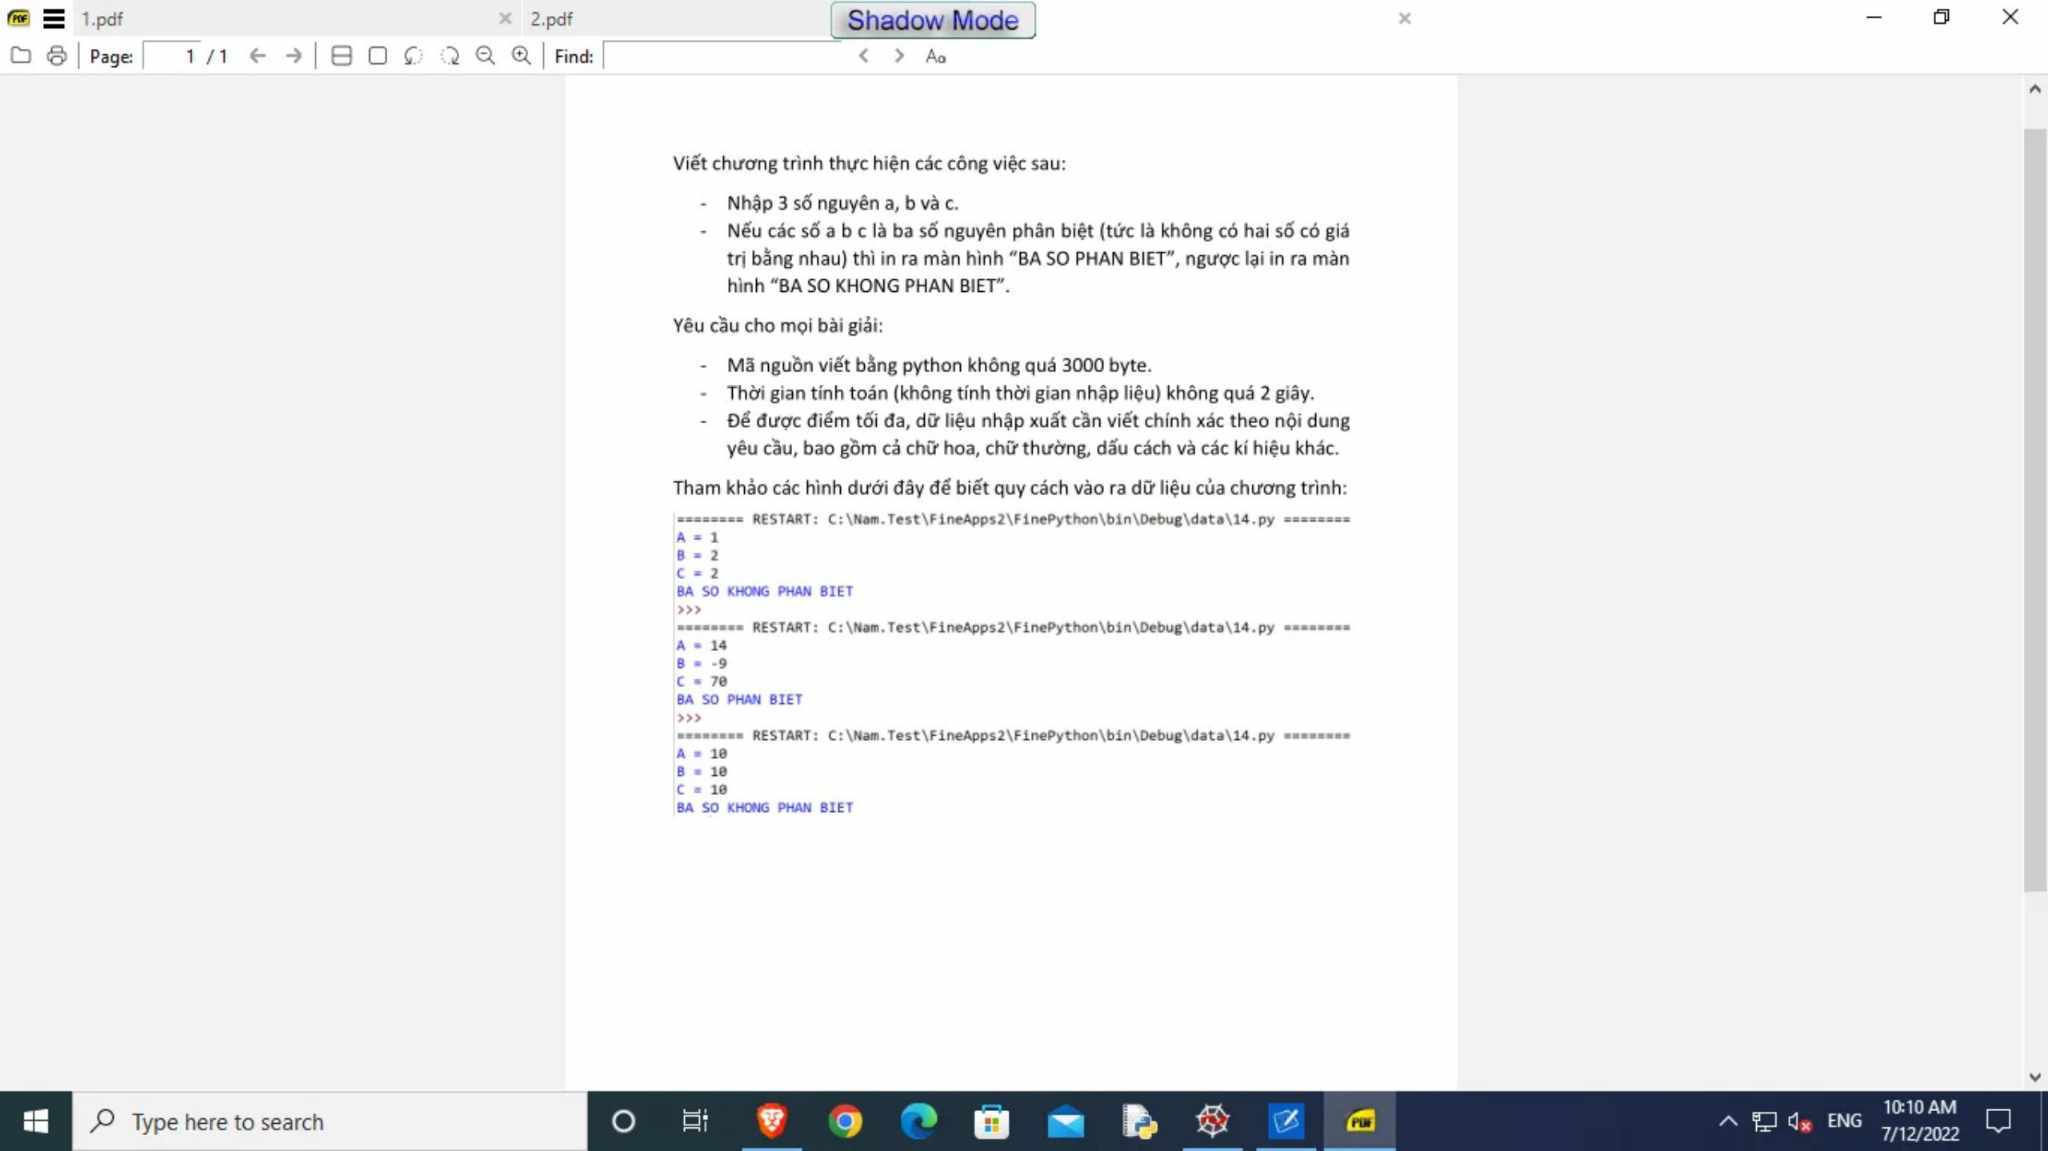 1.pdf
2.pdf
Shadow Mode
Page: 1 / 1
Find:
Aa
Viết chương trình thực hiện các công việc sau:
- Nhập 3 số nguyên a, b và c.
- Nếu các số a b c là ba số nguyên phân biệt (tức là không có hai số có giá
trị bằng nhau) thì in ra màn hình “BA SO PHAN BIET”, ngược lại in ra màn
hình “BA SO KHONG PHAN BIET”.
Yêu cầu cho mọi bài giải:
- Mã nguồn viết bằng python không quá 3000 byte.
- Thời gian tính toán (không tính thời gian nhập liệu) không quá 2 giây.
- Để được điểm tối đa, dữ liệu nhập xuất cần viết chính xác theo nội dung
yêu cầu, bao gồm cả chữ hoa, chữ thường, dấu cách và các kí hiệu khác.
Tham khảo các hình dưới đây để biết quy cách vào ra dữ liệu của chương trình:
======== RESTART: C:\Nam.Test\FineApps2\FinePython\bin\Debug\data\14.py ========
A = 1
B = 2
C = 2
BA SO KHONG PHAN BIET
>>>
======== RESTART: C:\Nam.Test\FineApps2\FinePython\bin\Debug\data\14.py ========
A = 14
B = -9
C = 70
BA SO PHAN BIET
>>>
======== RESTART: C:\Nam.Test\FineApps2\FinePython\bin\Debug\data\14.py ========
A = 10
B = 10
C = 10
BA SO KHONG PHAN BIET
Type here to search
PDF
ENG
10:10 AM
7/12/2022